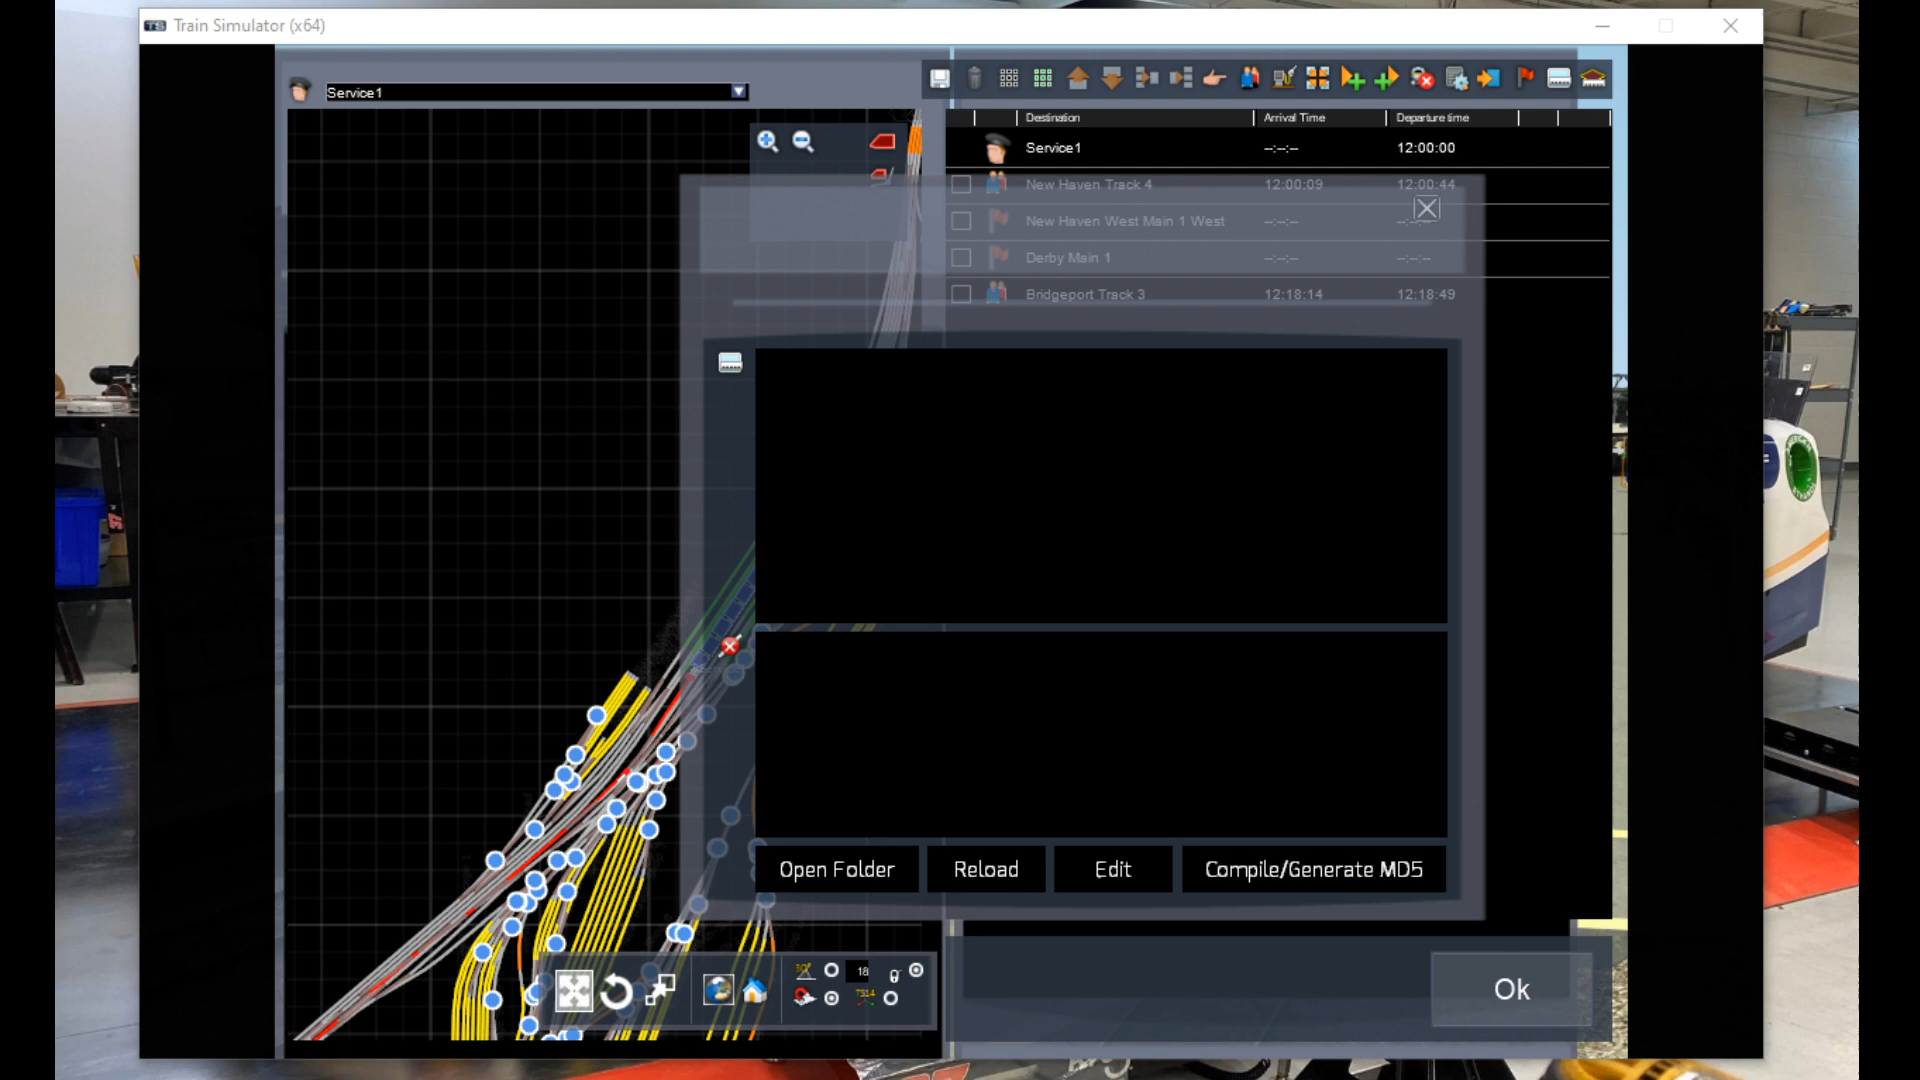 Train Simulator (x64)
Service1
Destination
Arrival Time
Departure time
Service1
--:--:--
12:00:00
New Haven Track 4
12:00:09
12:00:44
New Haven West Main 1 West
--:--:--
Derby Main 1
--:--:--
--:--:--
Bridgeport Track 3
12:18:14
12:18:49
Open Folder
Reload
Edit
Compile/Generate MD5
18
TS14
Ok